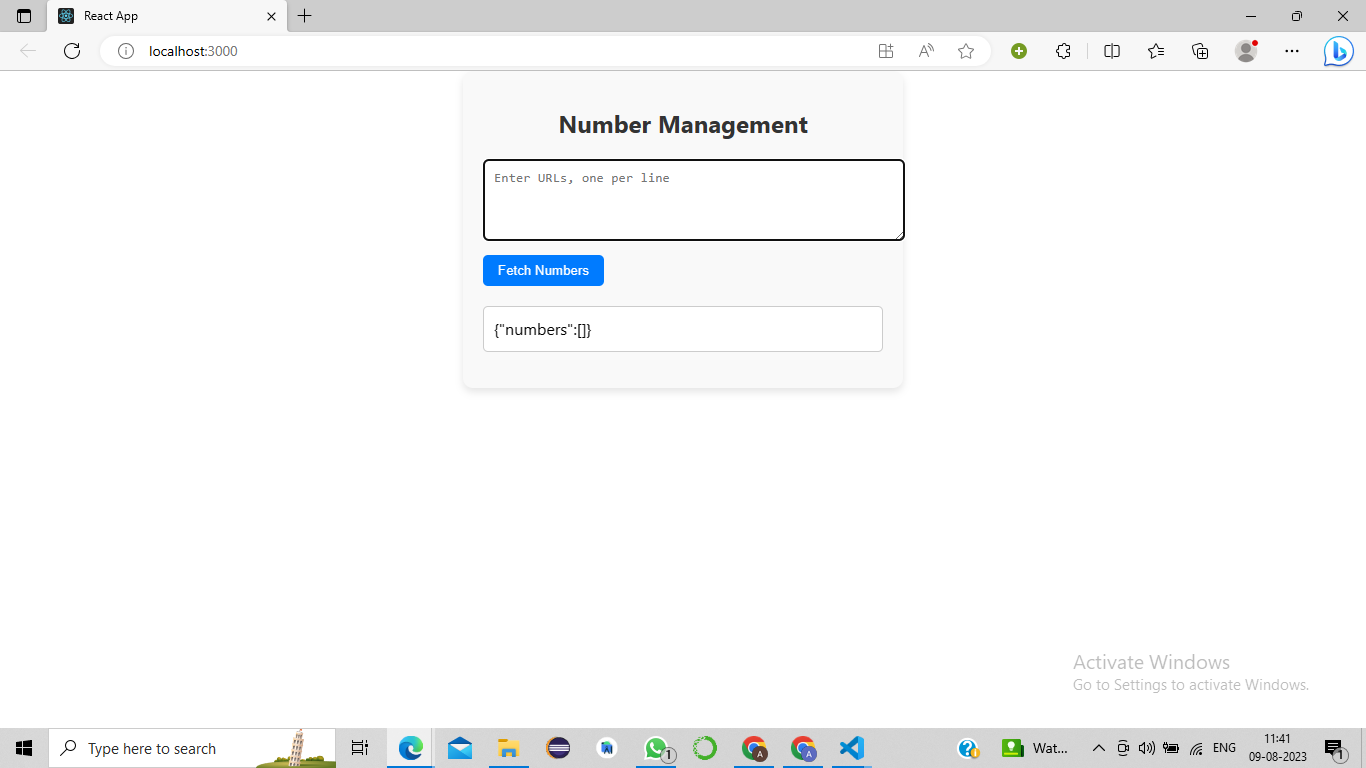 React App
localhost:3000
Number Management
Enter URLs, one per line
Fetch Numbers
{"numbers":[]}
Activate Windows
Go to Settings to activate Windows.
Type here to search
1
A
A
Wat...
ENG
11:41
09-08-2023
1